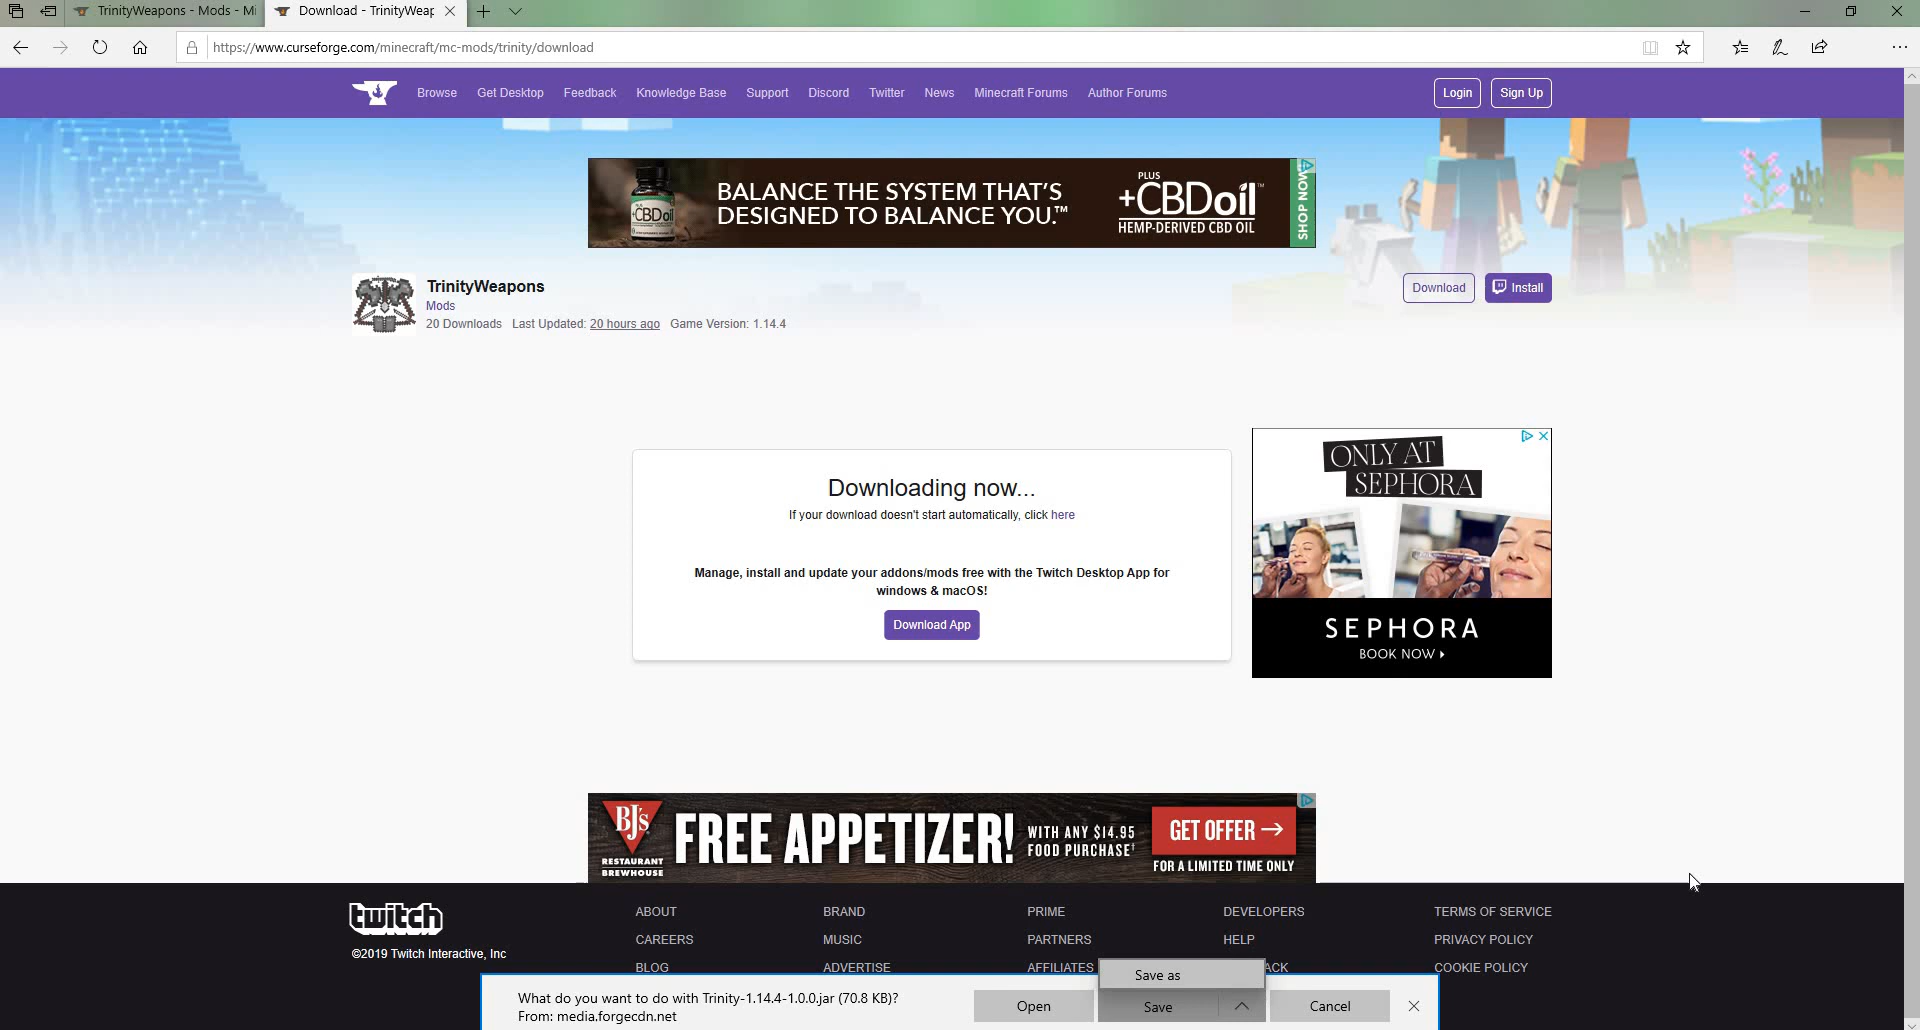 TrinityWeapons - Mods - Mi
Download - TrinityWeap
https://www.curseforge.com/minecraft/mc-mods/trinity/download
Browse
Get Desktop
Feedback
Knowledge Base
Support
Discord
Twitter
News
Minecraft Forums
Author Forums
Login
Sign Up
+CBDoil
BALANCE THE SYSTEM THAT'S
DESIGNED TO BALANCE YOU.™
PLUS
+CBDoil™
HEMP-DERIVED CBD OIL
SHOP NOW
TrinityWeapons
Mods
20 Downloads Last Updated: 20 hours ago Game Version: 1.14.4
Download
Install
Downloading now...
If your download doesn't start automatically, click here
Manage, install and update your addons/mods free with the Twitch Desktop App for
windows & macOS!
Download App
ONLY AT
SEPHORA
SEPHORA
BOOK NOW
BJ's
RESTAURANT
BREWHOUSE
FREE APPETIZER!
WITH ANY $14.95
FOOD PURCHASE†
GET OFFER →
FOR A LIMITED TIME ONLY
twitch
©2019 Twitch Interactive, Inc
ABOUT
CAREERS
BLOG
BRAND
MUSIC
ADVERTISE
PRIME
PARTNERS
AFFILIATES
DEVELOPERS
HELP
ACK
TERMS OF SERVICE
PRIVACY POLICY
COOKIE POLICY
Save as
What do you want to do with Trinity-1.14.4-1.0.0.jar (70.8 KB)?
From: media.forgecdn.net
Open
Save
Cancel